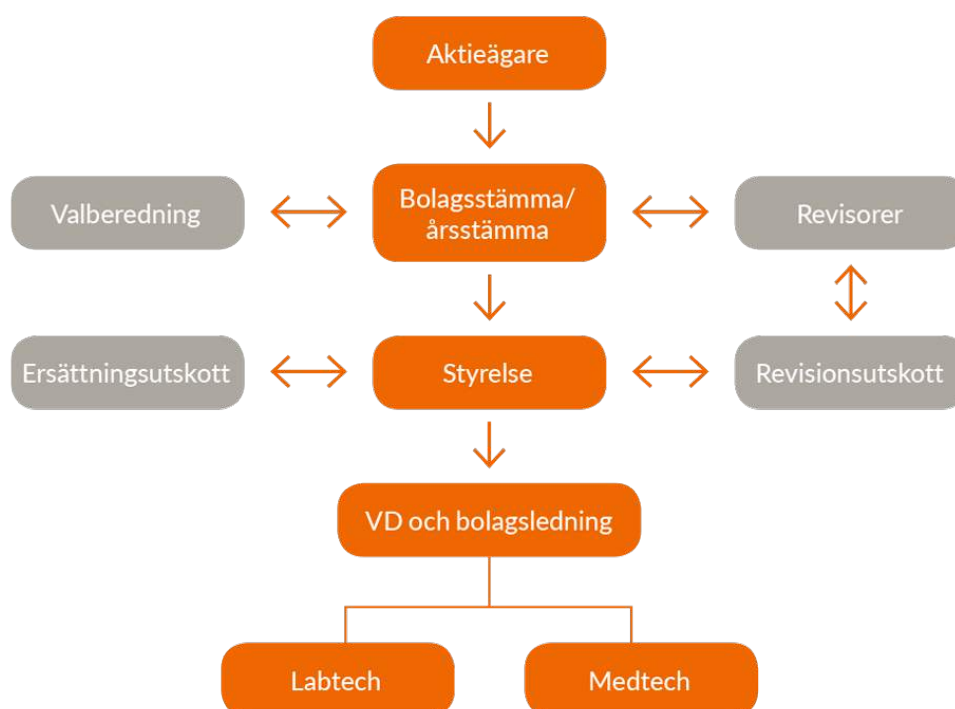 Aktieägare
Valberedning
Bolagsstämma/
årsstämma
Revisorer
Ersättningsutskott
Styrelse
Revisionsutskott
VD och bolagsledning
Labtech
Medtech